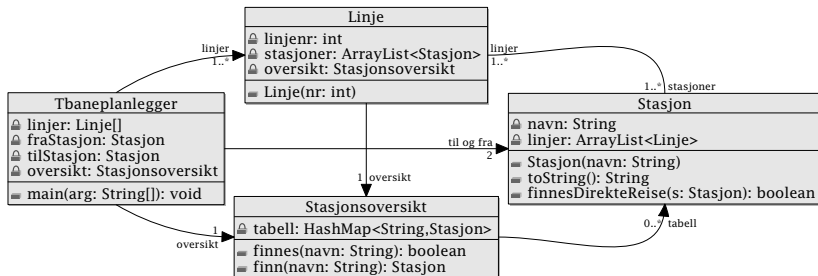 Linje
linjenr: int
stasjoner: ArrayList<Stasjon>
oversikt: Stasjonsoversikt
Linje(nr: int)
linjer
1..*
linjer
1..*
1..* stasjoner
Tbaneplanlegger
linjer: Linje[]
fraStasjon: Stasjon
tilStasjon: Stasjon
oversikt: Stasjonsoversikt
main(arg: String[]): void
til og fra
2
Stasjon
navn: String
linjer: ArrayList<Linje>
Stasjon(navn: String)
toString(): String
finnesDirekteReise(s: Stasjon): boolean
1 oversikt
1
oversikt
Stasjonsoversikt
tabell: HashMap<String,Stasjon>
finnes(navn: String): boolean
finn(navn: String): Stasjon
0..* tabell